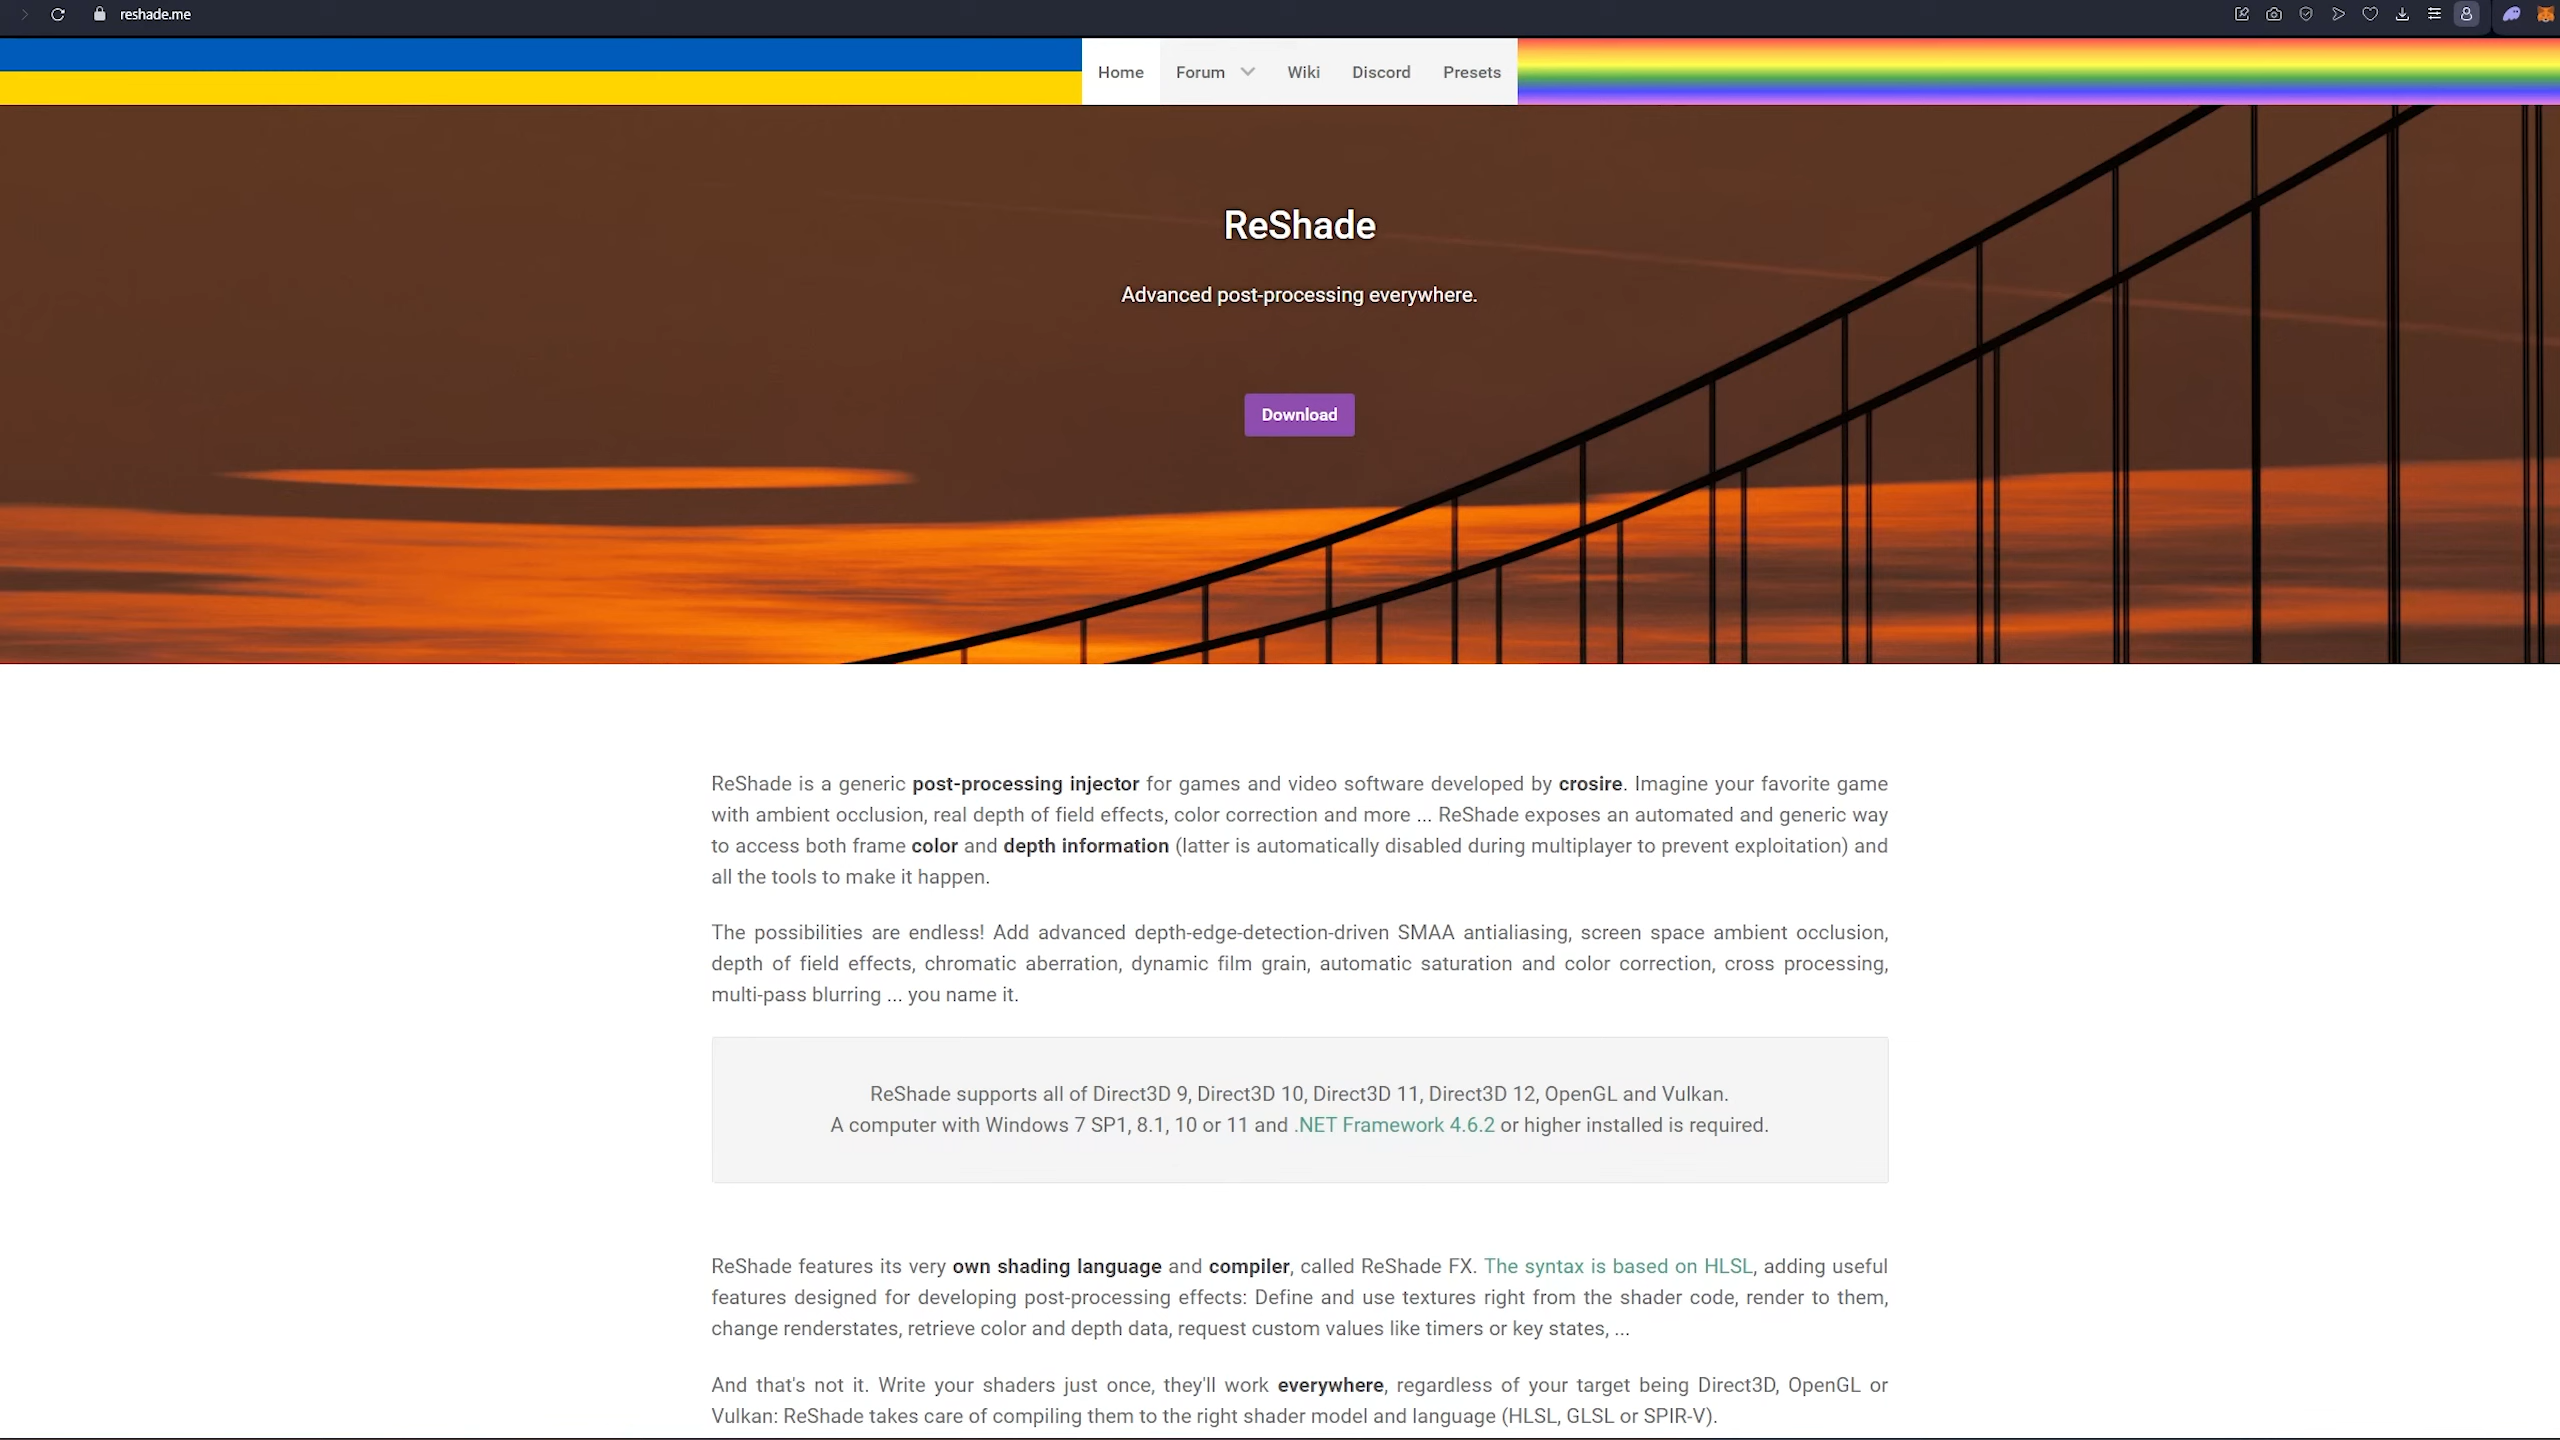 reshade.me
Home Forum Wiki Discord Presets
ReShade
Advanced post-processing everywhere.
Download
ReShade is a generic post-processing injector for games and video software developed by crosire. Imagine your favorite game
with ambient occlusion, real depth of field effects, color correction and more ... ReShade exposes an automated and generic way
to access both frame color and depth information (latter is automatically disabled during multiplayer to prevent exploitation) and
all the tools to make it happen.
The possibilities are endless! Add advanced depth-edge-detection-driven SMAA antialiasing, screen space ambient occlusion,
depth of field effects, chromatic aberration, dynamic film grain, automatic saturation and color correction, cross processing,
multi-pass blurring ... you name it.
ReShade supports all of Direct3D 9, Direct3D 10, Direct3D 11, Direct3D 12, OpenGL and Vulkan.
A computer with Windows 7 SP1, 8.1, 10 or 11 and .NET Framework 4.6.2 or higher installed is required.
ReShade features its very own shading language and compiler, called ReShade FX. The syntax is based on HLSL, adding useful
features designed for developing post-processing effects: Define and use textures right from the shader code, render to them,
change renderstates, retrieve color and depth data, request custom values like timers or key states, ...
And that's not it. Write your shaders just once, they'll work everywhere, regardless of your target being Direct3D, OpenGL or
Vulkan: ReShade takes care of compiling them to the right shader model and language (HLSL, GLSL or SPIR-V).